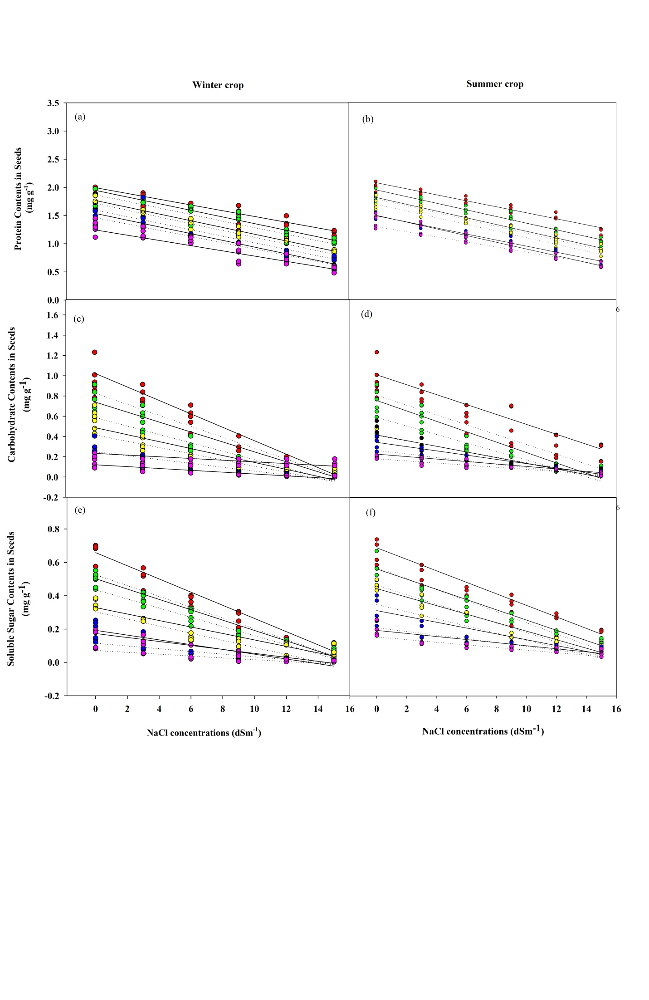 Winter crop
Summer crop
3.5
3.0
2.5
2.0
1.5
1.0
0.5
0.0
Protein Contents in Seeds
(mg g-1)
(a)
(b)
1.6
1.4
1.2
1.0
0.8
0.6
0.4
0.2
0.0
-0.2
Carbohydrate Contents in Seeds
(mg g-1)
(c)
(d)
6
0.8
0.6
0.4
0.2
0.0
-0.2
Soluble Sugar Contents in Seeds
(mg g-1)
(e)
(f)
6
0 2 4 6 8 10 12 14 16
0 2 4 6 8 10 12 14 16
NaCl concentrations (dSm-1)
NaCl concentrations (dSm-1)